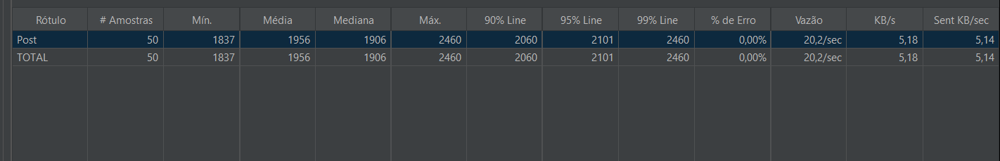 Rótulo # Amostras Mín. Média Mediana Máx. 90% Line 95% Line 99% Line % de Erro Vazão KB/s Sent KB/sec
Post 50 1837 1956 1906 2460 2060 2101 2460 0,00% 20,2/sec 5,18 5,14
TOTAL 50 1837 1956 1906 2460 2060 2101 2460 0,00% 20,2/sec 5,18 5,14